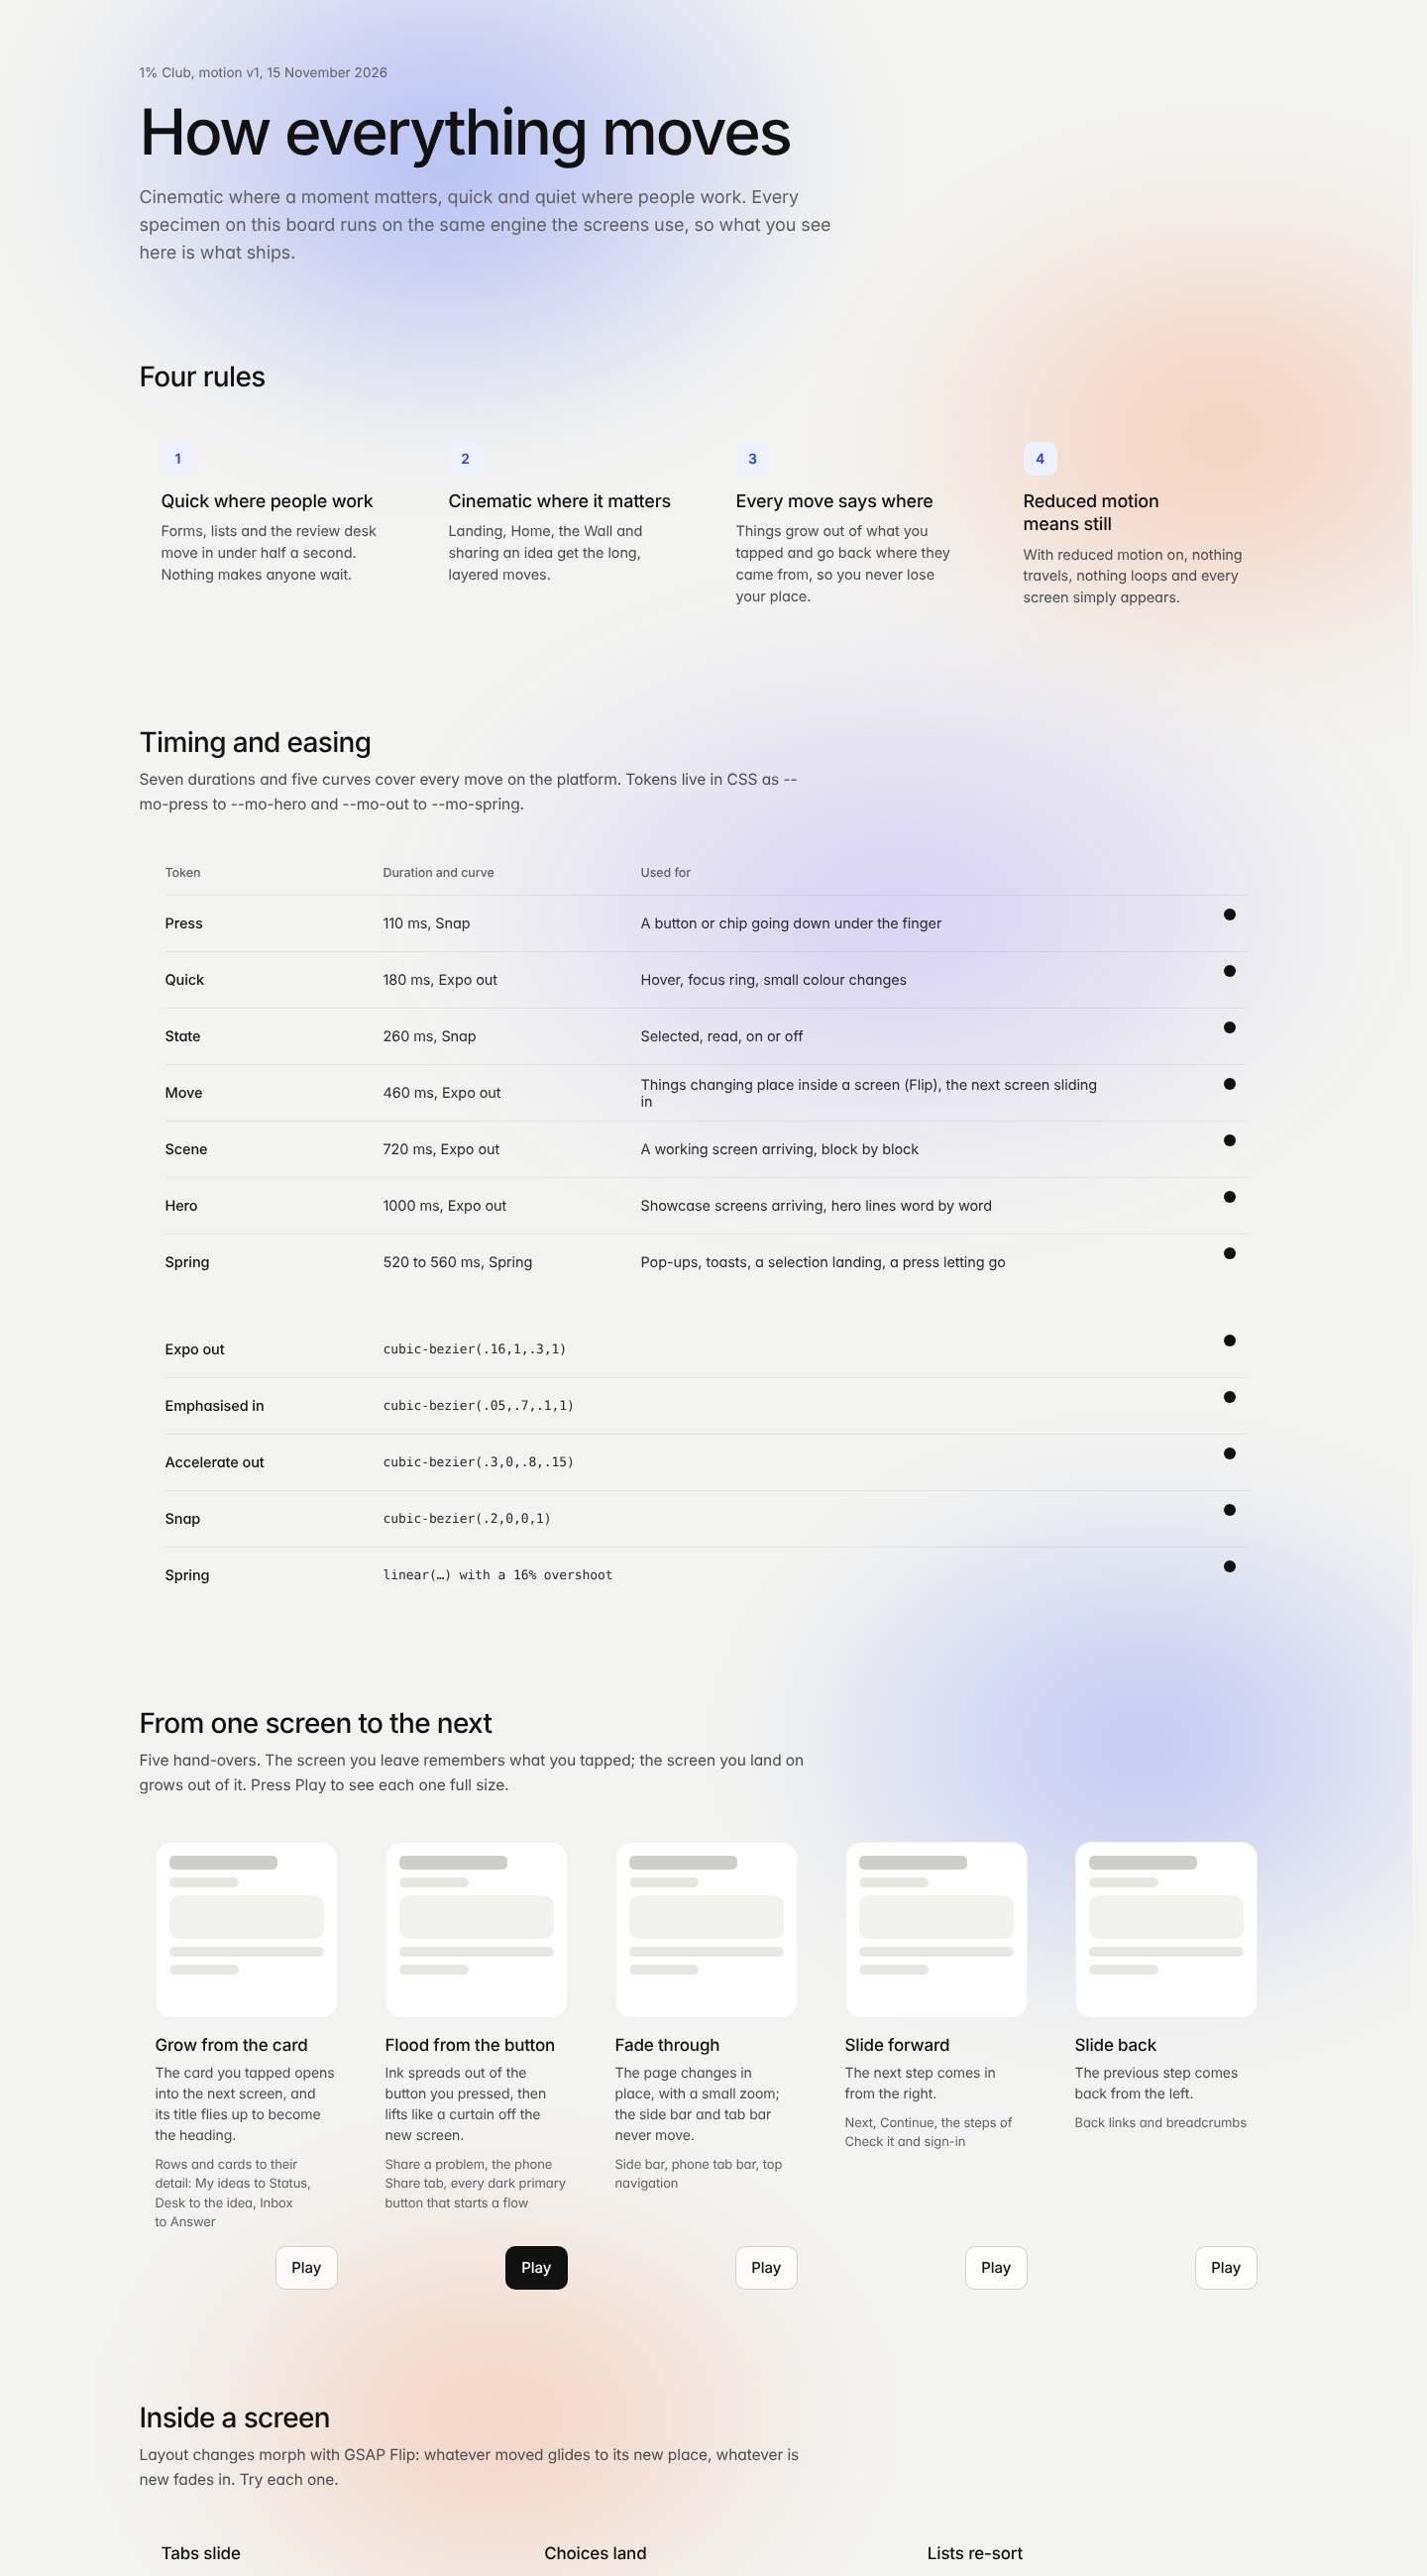 1% Club, motion v1, 15 November 2026
How everything moves
Cinematic where a moment matters, quick and quiet where people work. Every
specimen on this board runs on the same engine the screens use, so what you see
here is what ships.
Four rules
1
Quick where people work
Forms, lists and the review desk
move in under half a second.
Nothing makes anyone wait.
2
Cinematic where it matters
Landing, Home, the Wall and
sharing an idea get the long,
layered moves.
3
Every move says where
Things grow out of what you
tapped and go back where they
came from, so you never lose
your place.
4
Reduced motion
means still
With reduced motion on, nothing
travels, nothing loops and every
screen simply appears.
Timing and easing
Seven durations and five curves cover every move on the platform. Tokens live in CSS as --
mo-press to --mo-hero and --mo-out to --mo-spring.
Token Duration and curve Used for
Press 110 ms, Snap A button or chip going down under the finger
Quick 180 ms, Expo out Hover, focus ring, small colour changes
State 260 ms, Snap Selected, read, on or off
Move 460 ms, Expo out Things changing place inside a screen (Flip), the next screen sliding
in
Scene 720 ms, Expo out A working screen arriving, block by block
Hero 1000 ms, Expo out Showcase screens arriving, hero lines word by word
Spring 520 to 560 ms, Spring Pop-ups, toasts, a selection landing, a press letting go
Expo out cubic-bezier(.16,1,.3,1)
Emphasised in cubic-bezier(.05,.7,.1,1)
Accelerate out cubic-bezier(.3,0,.8,.15)
Snap cubic-bezier(.2,0,0,1)
Spring linear(…) with a 16% overshoot
From one screen to the next
Five hand-overs. The screen you leave remembers what you tapped; the screen you land on
grows out of it. Press Play to see each one full size.
Grow from the card
The card you tapped opens
into the next screen, and
its title flies up to become
the heading.
Rows and cards to their
detail: My ideas to Status,
Desk to the idea, Inbox
to Answer
Play
Flood from the button
Ink spreads out of the
button you pressed, then
lifts like a curtain off the
new screen.
Share a problem, the phone
Share tab, every dark primary
button that starts a flow
Play
Fade through
The page changes in
place, with a small zoom;
the side bar and tab bar
never move.
Side bar, phone tab bar, top
navigation
Play
Slide forward
The next step comes in
from the right.
Next, Continue, the steps of
Check it and sign-in
Play
Slide back
The previous step comes
back from the left.
Back links and breadcrumbs
Play
Inside a screen
Layout changes morph with GSAP Flip: whatever moved glides to its new place, whatever is
new fades in. Try each one.
Tabs slide
Choices land
Lists re-sort